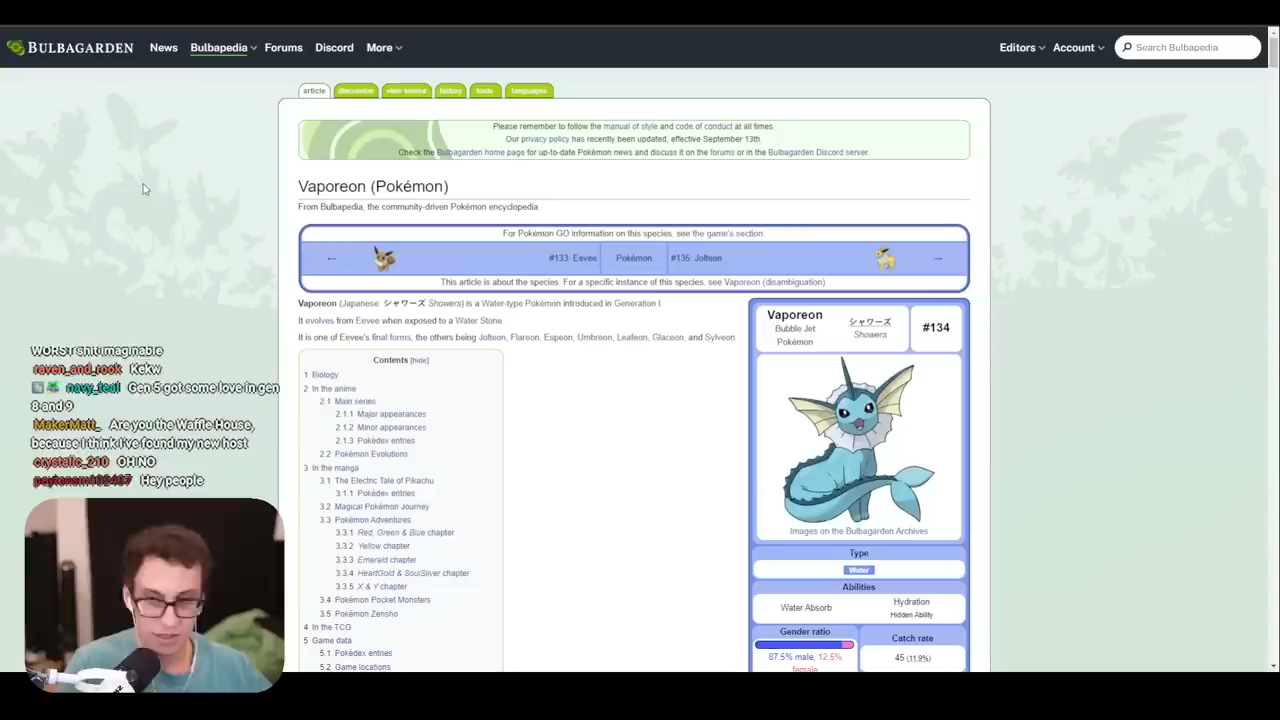 BULBAGARDEN
News
Bulbapedia
Forums
Discord
More
Editors
Account
Search Bulbapedia
article
discussion
view source
history
tools
languages
Please remember to follow the manual of style and code of conduct at all times.
Our privacy policy has recently been updated, effective September 13th.
Check the Bulbagarden home page for up-to-date Pokémon news and discuss it on the forums or in the Bulbagarden Discord server.
Vaporeon (Pokémon)
From Bulbapedia, the community-driven Pokémon encyclopedia.
For Pokémon GO information on this species, see the game's section
←
#133: Eevee
Pokémon
#135: Jolteon
→
This article is about the species. For a specific instance of this species, see Vaporeon (disambiguation).
Vaporeon (Japanese: シャワーズ Showers) is a Water-type Pokémon introduced in Generation I.
It evolves from Eevee when exposed to a Water Stone.
It is one of Eevee's final forms, the others being Jolteon, Flareon, Espeon, Umbreon, Leafeon, Glaceon, and Sylveon
Contents [hide]
1 Biology
2 In the anime
2.1 Main series
2.1.1 Major appearances
2.1.2 Minor appearances
2.1.3 Pokédex entries
2.2 Pokémon Evolutions
3 In the manga
3.1 The Electric Tale of Pikachu
3.1.1 Pokédex entries
3.2 Magical Pokémon Journey
3.3 Pokémon Adventures
3.3.1 Red, Green & Blue chapter
3.3.2 Yellow chapter
3.3.3 Emerald chapter
3.3.4 HeartGold & SoulSilver chapter
3.3.5 X & Y chapter
3.4 Pokémon Pocket Monsters
3.5 Pokémon Zensho
4 In the TCG
5 Game data
5.1 Pokédex entries
5.2 Game locations
Vaporeon
Bubble Jet
Pokémon
シャワーズ
Showers
#134
Images on the Bulbagarden Archives
Type
Water
Abilities
Water Absorb
Hydration
Hidden Ability
Gender ratio
87.5% male, 12.5%
female
Catch rate
45 (11.9%)
WORST shit imaginable
raven_and_rook Kekw
navy_teal Gen 5 got some love in gen
8 and 9
MakerMatt_ Are you the Waffle House,
because I think I've found my new host
crystalic_210 OH NO
Hey people